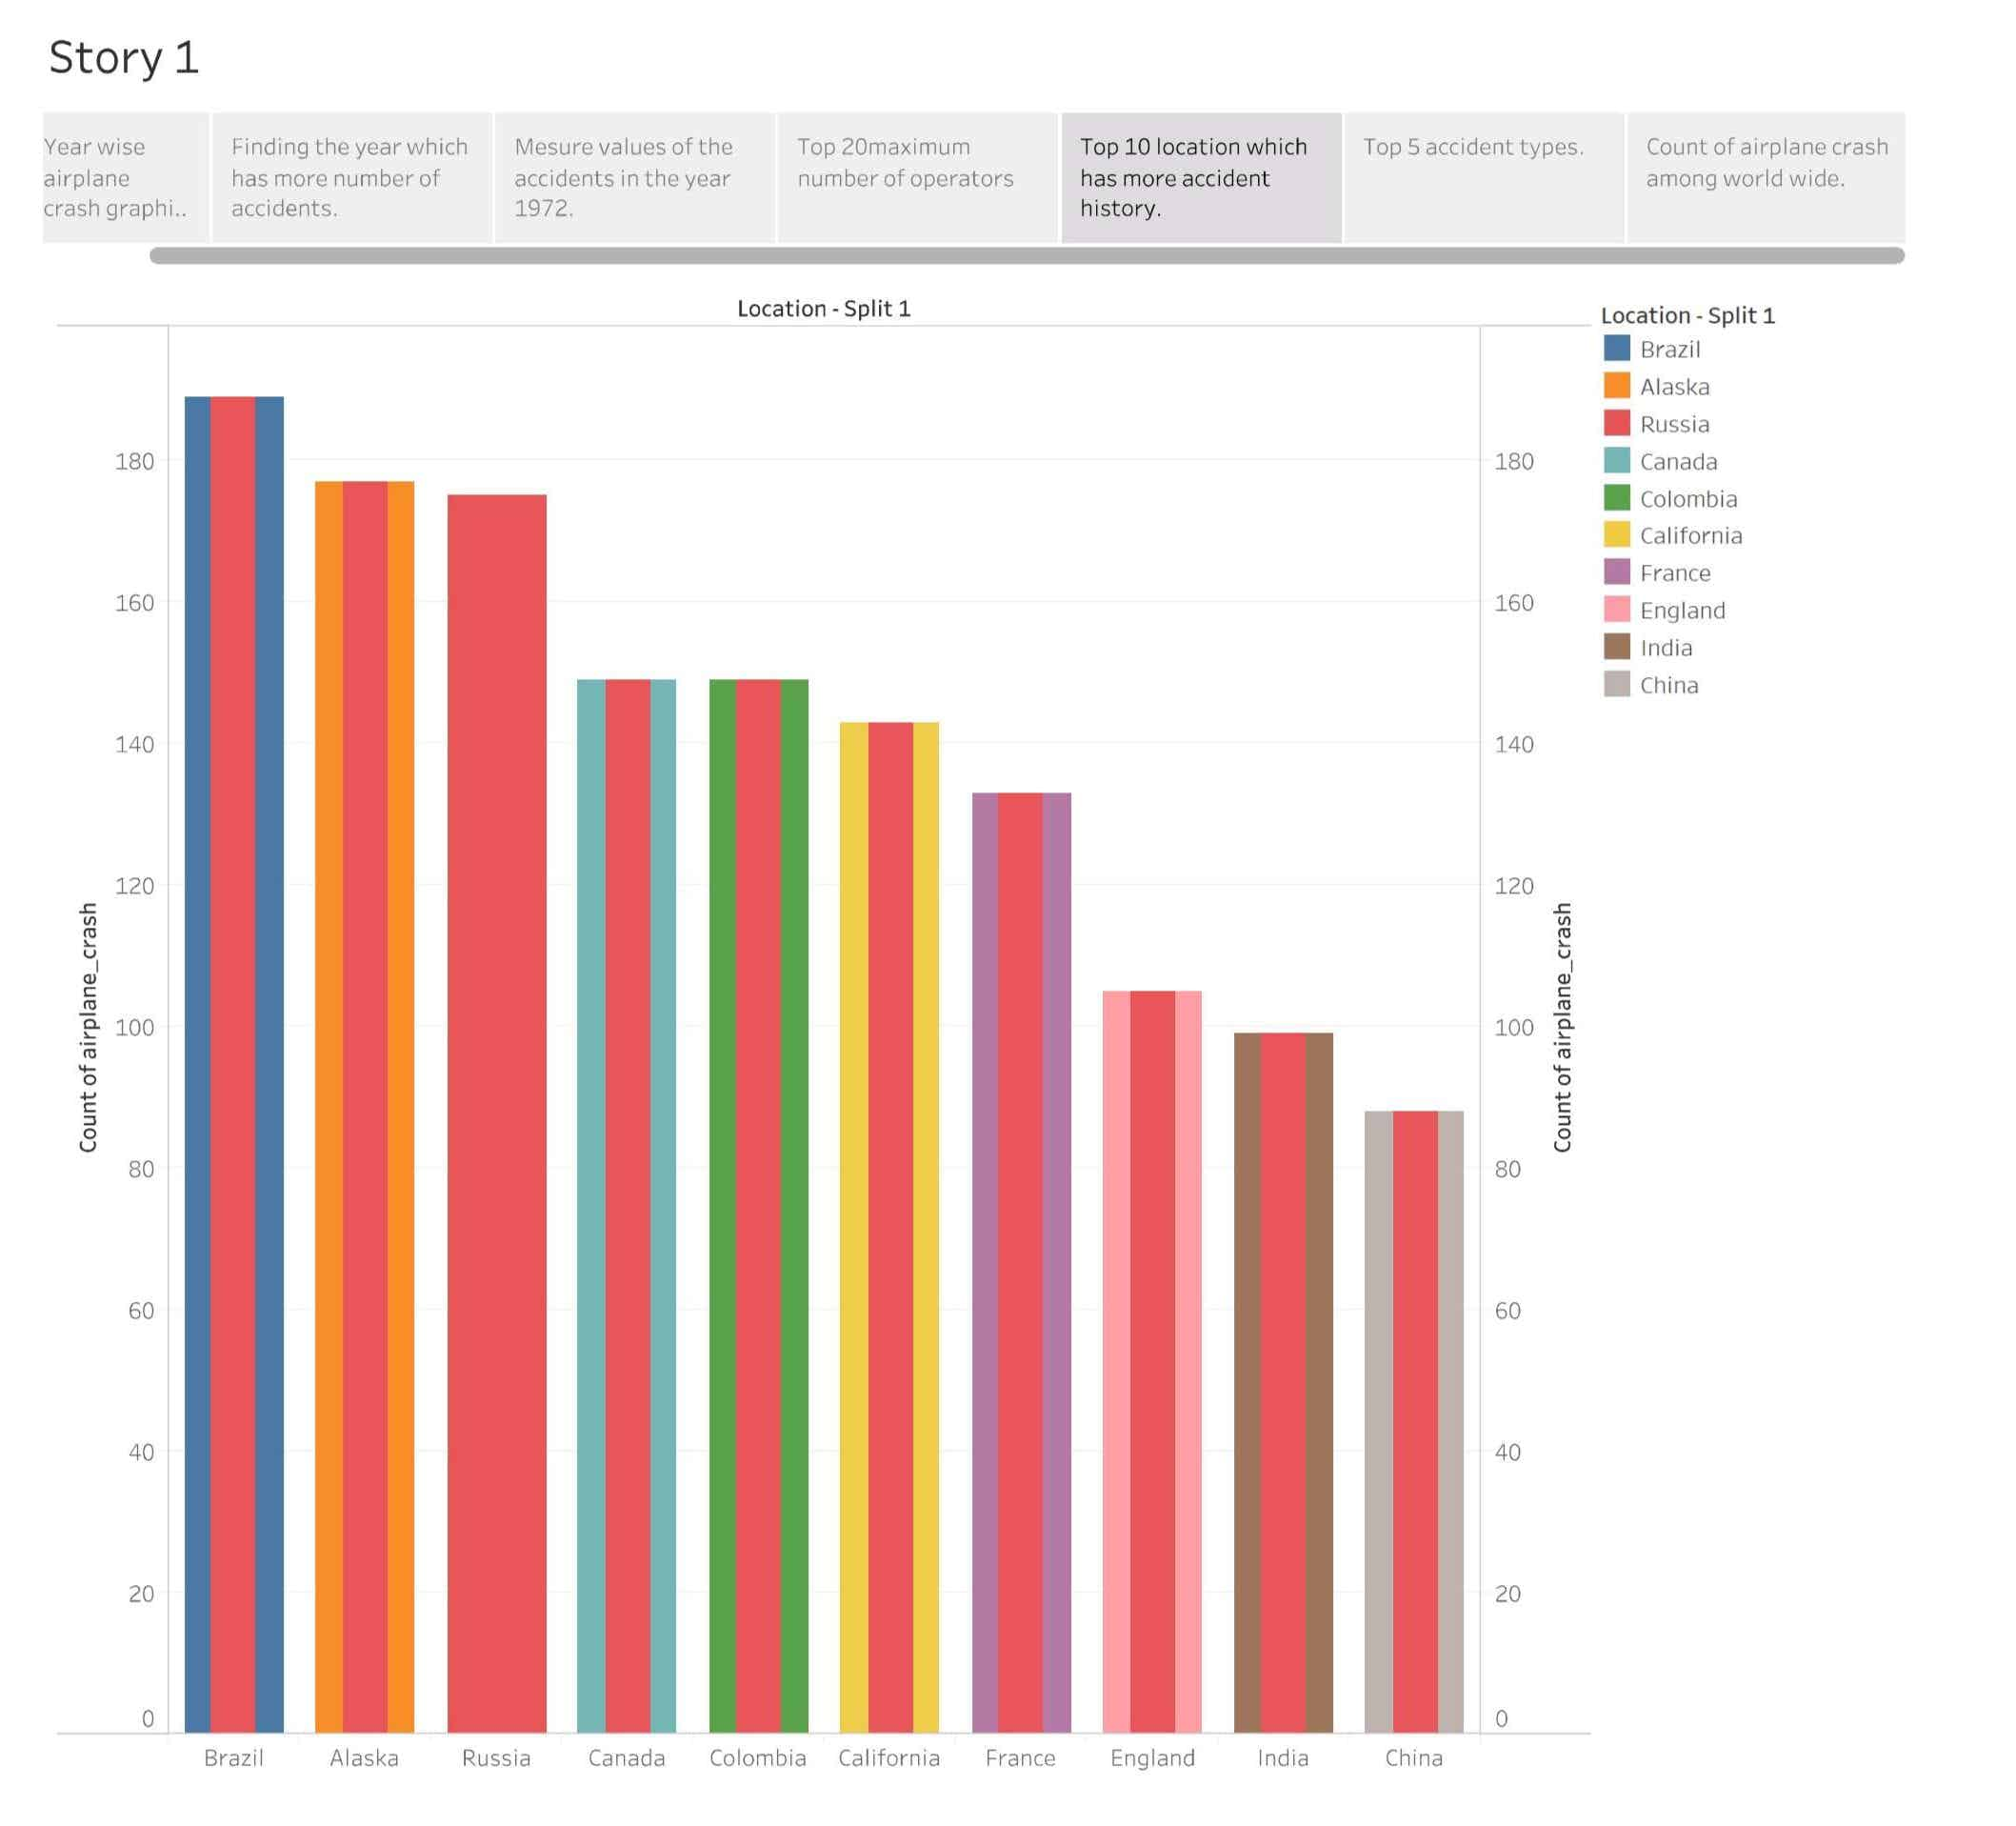 Story 1
Year wise
airplane
crash graphi..
Finding the year which
has more number of
accidents.
Mesure values of the
accidents in the year
1972.
Top 20maximum
number of operators
Top 10 location which
has more accident
history.
Top 5 accident types.
Count of airplane crash
among world wide.
Location - Split 1
Count of airplane_crash
180
160
140
120
100
80
60
40
20
0
Brazil
Alaska
Russia
Canada
Colombia
California
France
England
India
China
180
160
140
120
100
80
60
40
20
0
Count of airplane_crash
Location - Split 1
Brazil
Alaska
Russia
Canada
Colombia
California
France
England
India
China